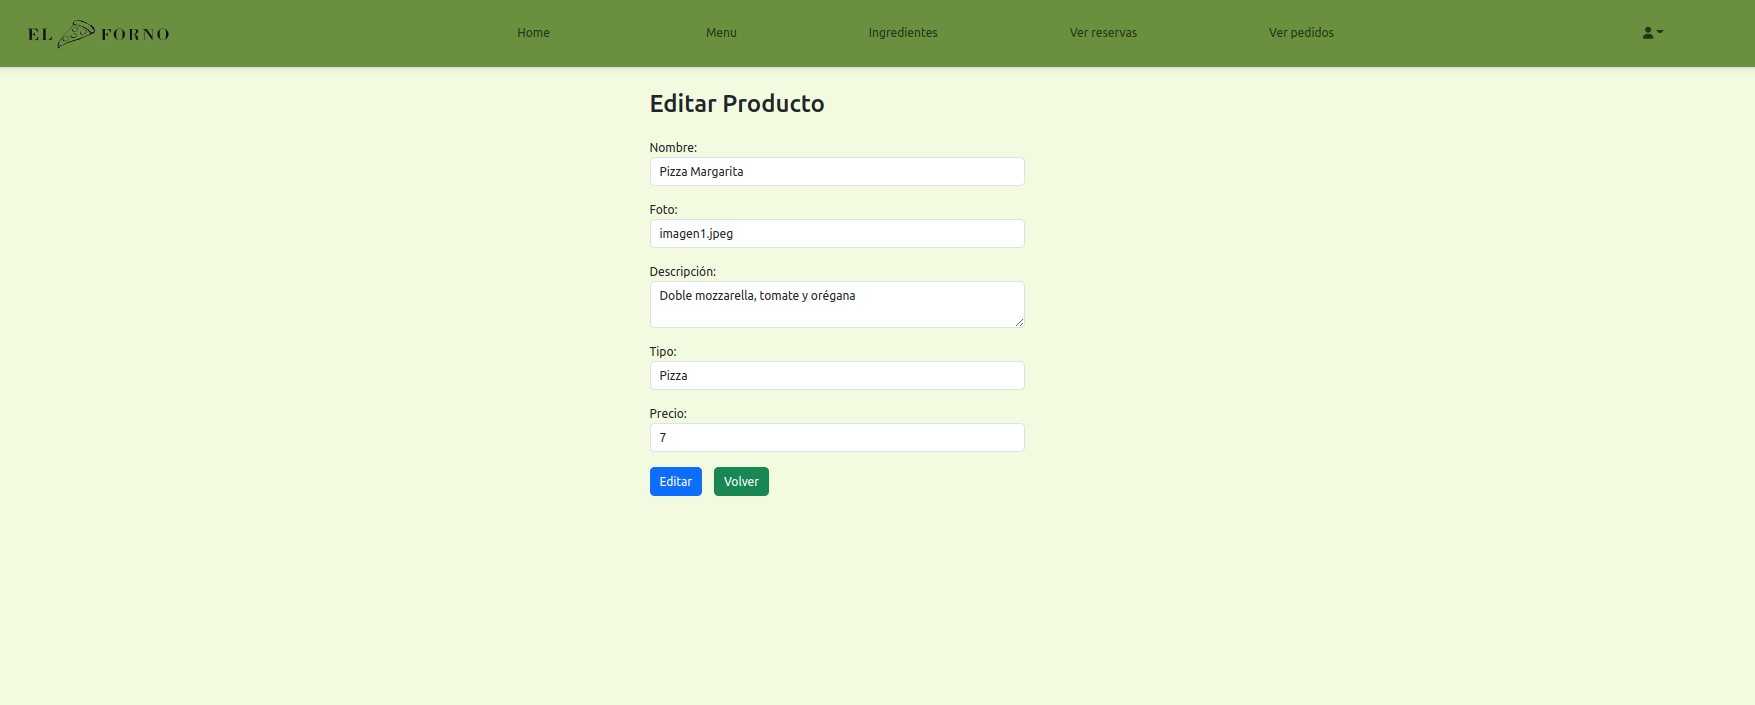 EL FORNO
Home Menu Ingredientes Ver reservas Ver pedidos
Editar Producto
Nombre:
Pizza Margarita
Foto:
imagen1.jpeg
Descripción:
Doble mozzarella, tomate y orégana
Tipo:
Pizza
Precio:
7
Editar Volver